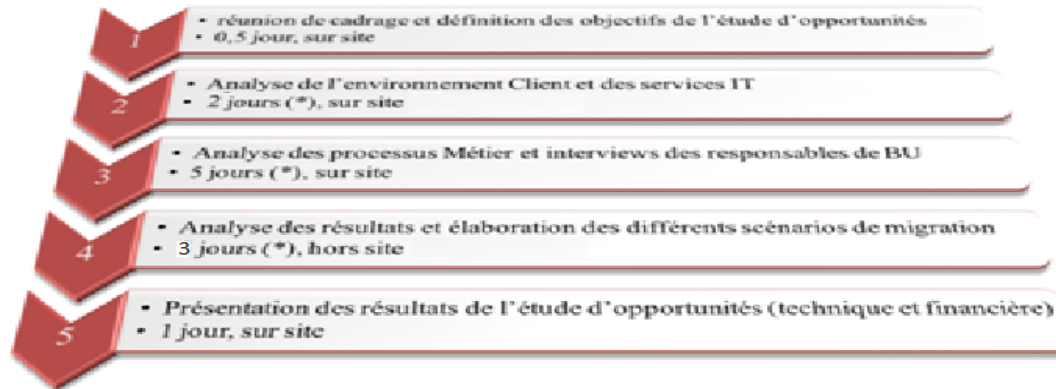 1
• réunion de cadrage et définition des objectifs de l'étude d'opportunités
• 0,5 jour, sur site
2
• Analyse de l'environnement Client et des services IT
• 2 jours (*), sur site
3
• Analyse des processus Métier et interviews des responsables de BU
• 5 jours (*), sur site
4
• Analyse des résultats et élaboration des différents scénarios de migration
• 3 jours (*), hors site
5
• Présentation des résultats de l'étude d'opportunités (technique et financière)
• 1 jour, sur site